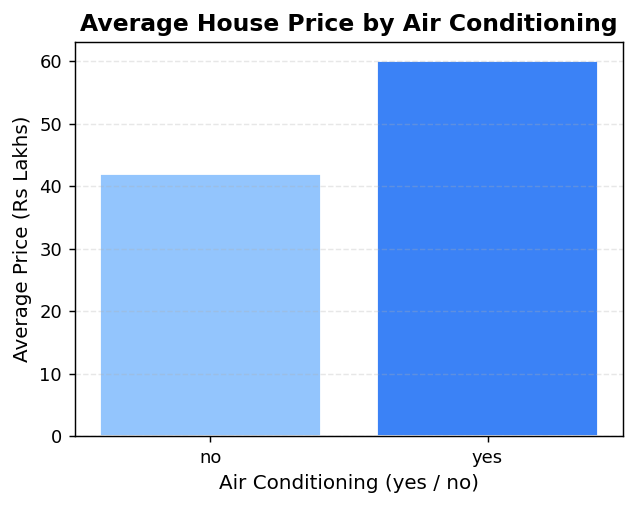 Average House Price by Air Conditioning
60
50
40
30
20
10
0
Average Price (Rs Lakhs)
no yes
Air Conditioning (yes / no)